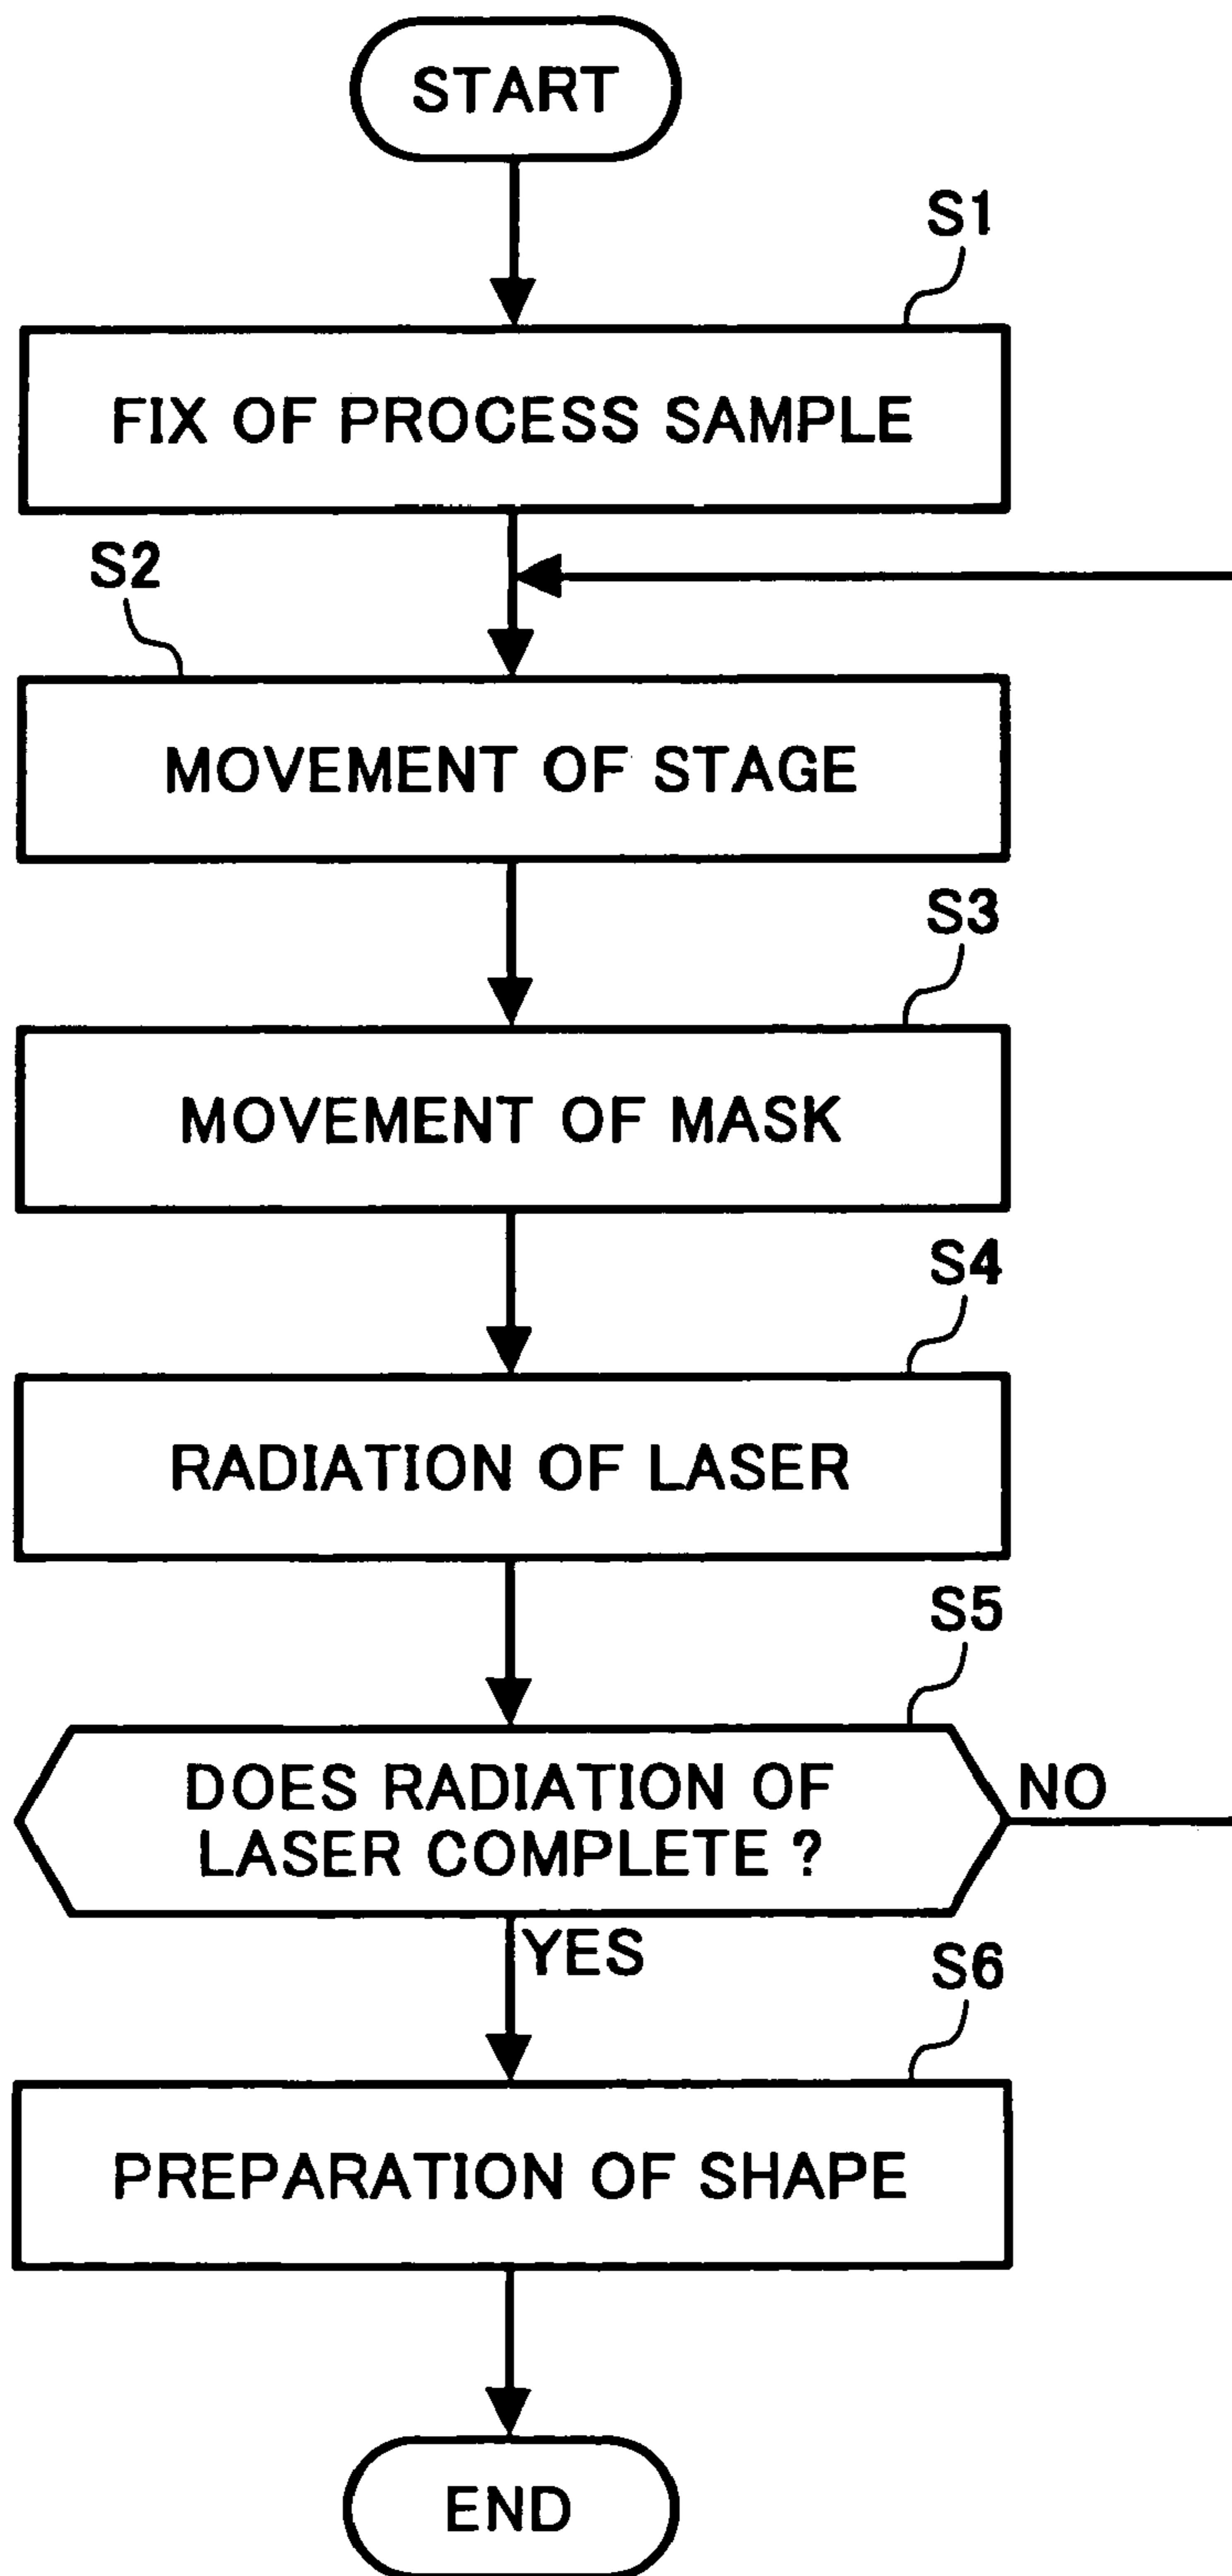 START
S1
FIX OF PROCESS SAMPLE
S2
MOVEMENT OF STAGE
S3
MOVEMENT OF MASK
S4
RADIATION OF LASER
S5
DOES RADIATION OF
LASER COMPLETE ?
NO
YES
S6
PREPARATION OF SHAPE
END